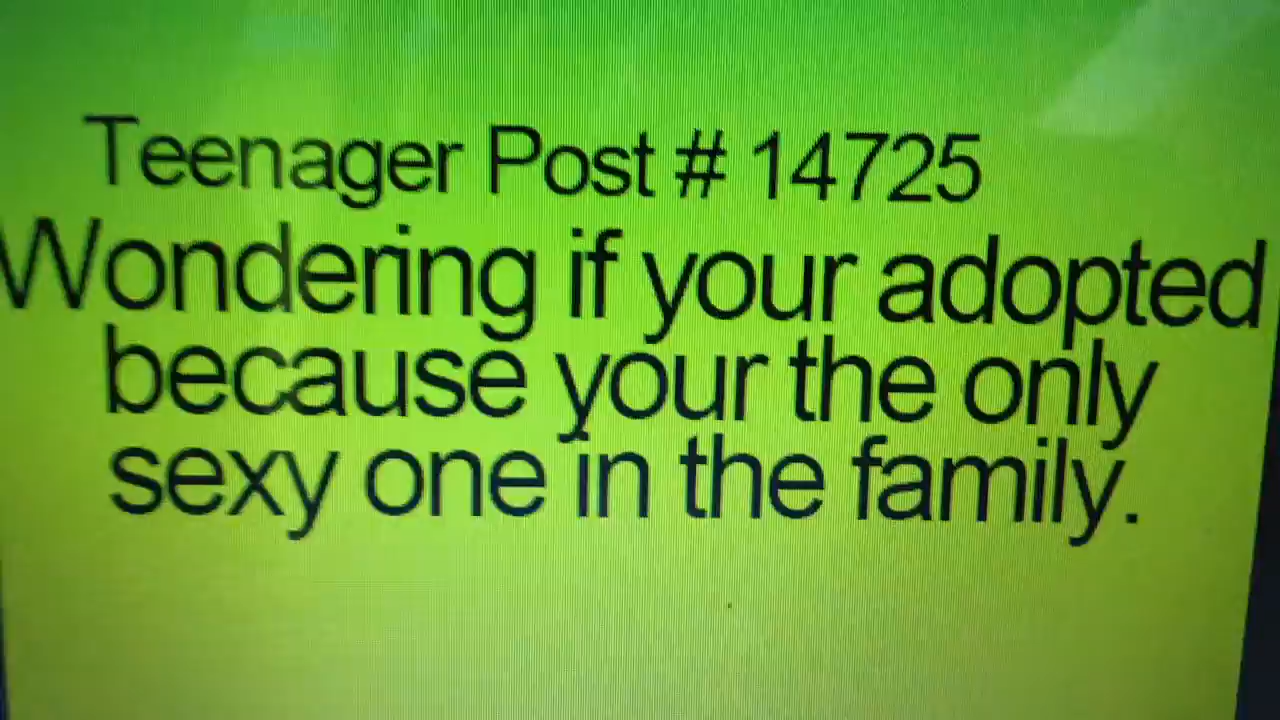 Teenager Post # 14725
Wondering if your adopted
because your the only
sexy one in the family.